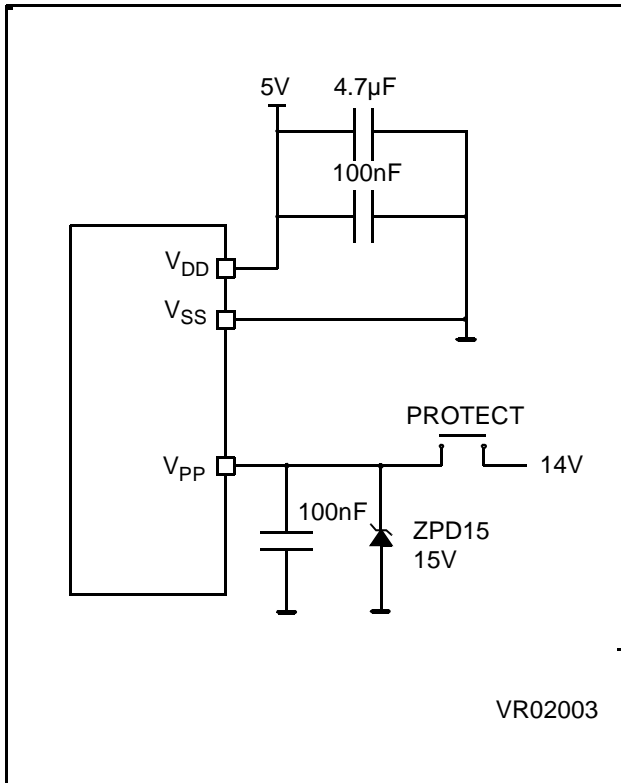 5V 4.7µF
100nF
VDD
VSS
PROTECT
VPP
14V
100nF
ZPD15
15V
VR02003